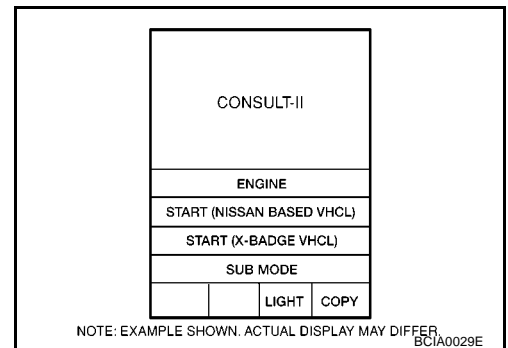 CONSULT-II
ENGINE
START (NISSAN BASED VHCL)
START (X-BADGE VHCL)
SUB MODE
LIGHT COPY
NOTE: EXAMPLE SHOWN. ACTUAL DISPLAY MAY DIFFER.
BCIA0029E